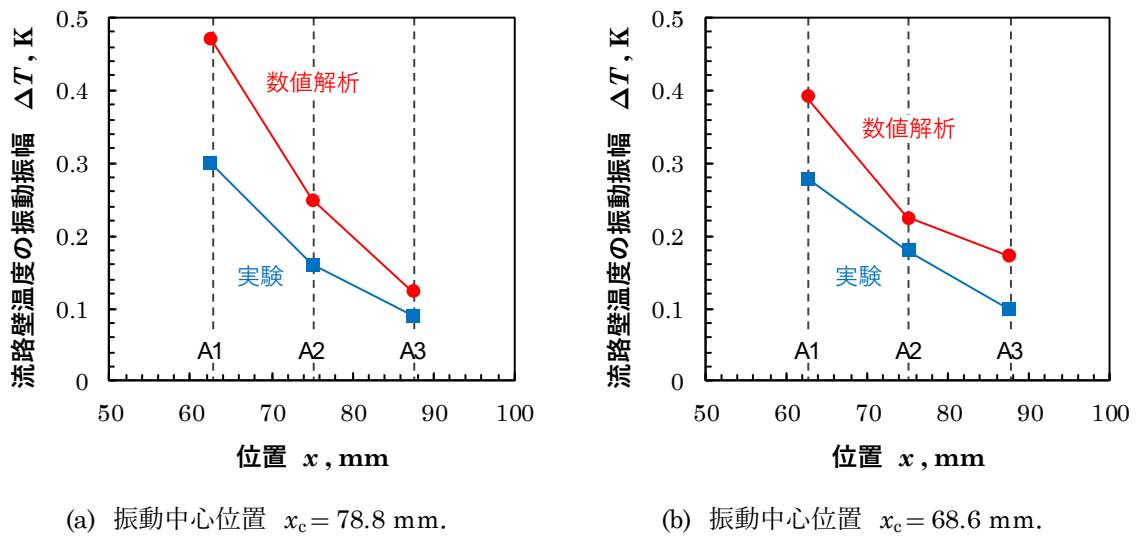 流路壁温度の振動振幅 ΔT, K
0.5
0.4
0.3
0.2
0.1
0
数値解析
実験
A1 A2 A3
50 60 70 80 90 100
位置 x , mm
(a) 振動中心位置 xc = 78.8 mm.
流路壁温度の振動振幅 ΔT, K
0.5
0.4
0.3
0.2
0.1
0
数値解析
実験
A1 A2 A3
50 60 70 80 90 100
位置 x , mm
(b) 振動中心位置 xc = 68.6 mm.